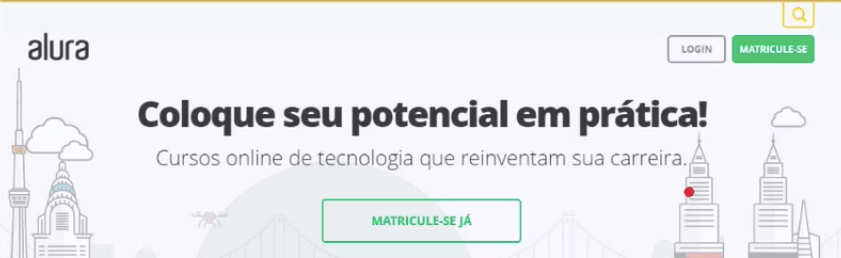 alura
LOGIN
MATRICULE-SE
Coloque seu potencial em prática!
Cursos online de tecnologia que reinventam sua carreira.
MATRICULE-SE JÁ